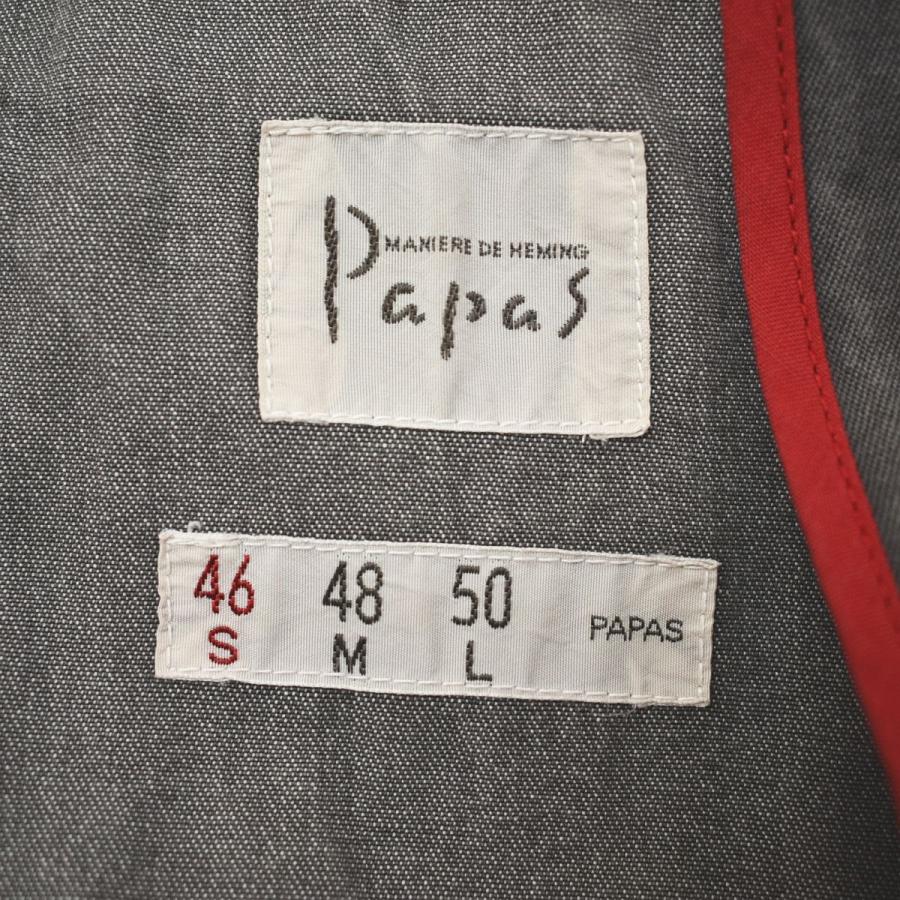 MANIERE DE HEMING
Papas
46 48 50
PAPAS
S M L